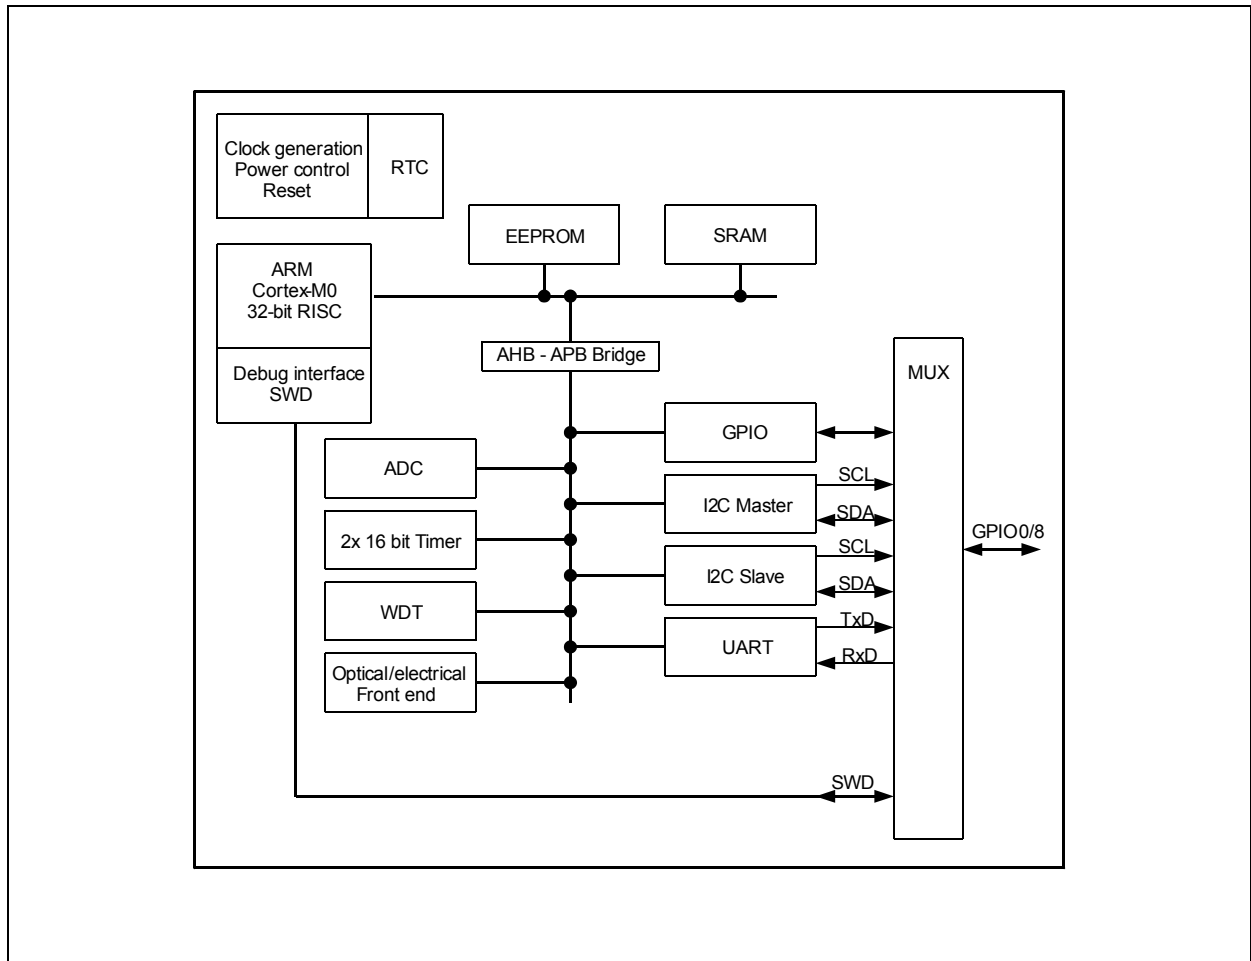 Clock generation
Power control
Reset
RTC
EEPROM
SRAM
ARM
Cortex-M0
32-bit RISC
AHB - APB Bridge
Debug interface
SWD
MUX
GPIO
ADC
SCL
I2C Master
SDA
2x 16 bit Timer
SCL
GPIO0/8
I2C Slave
SDA
WDT
TxD
UART
RxD
Optical/electrical
Front end
SWD